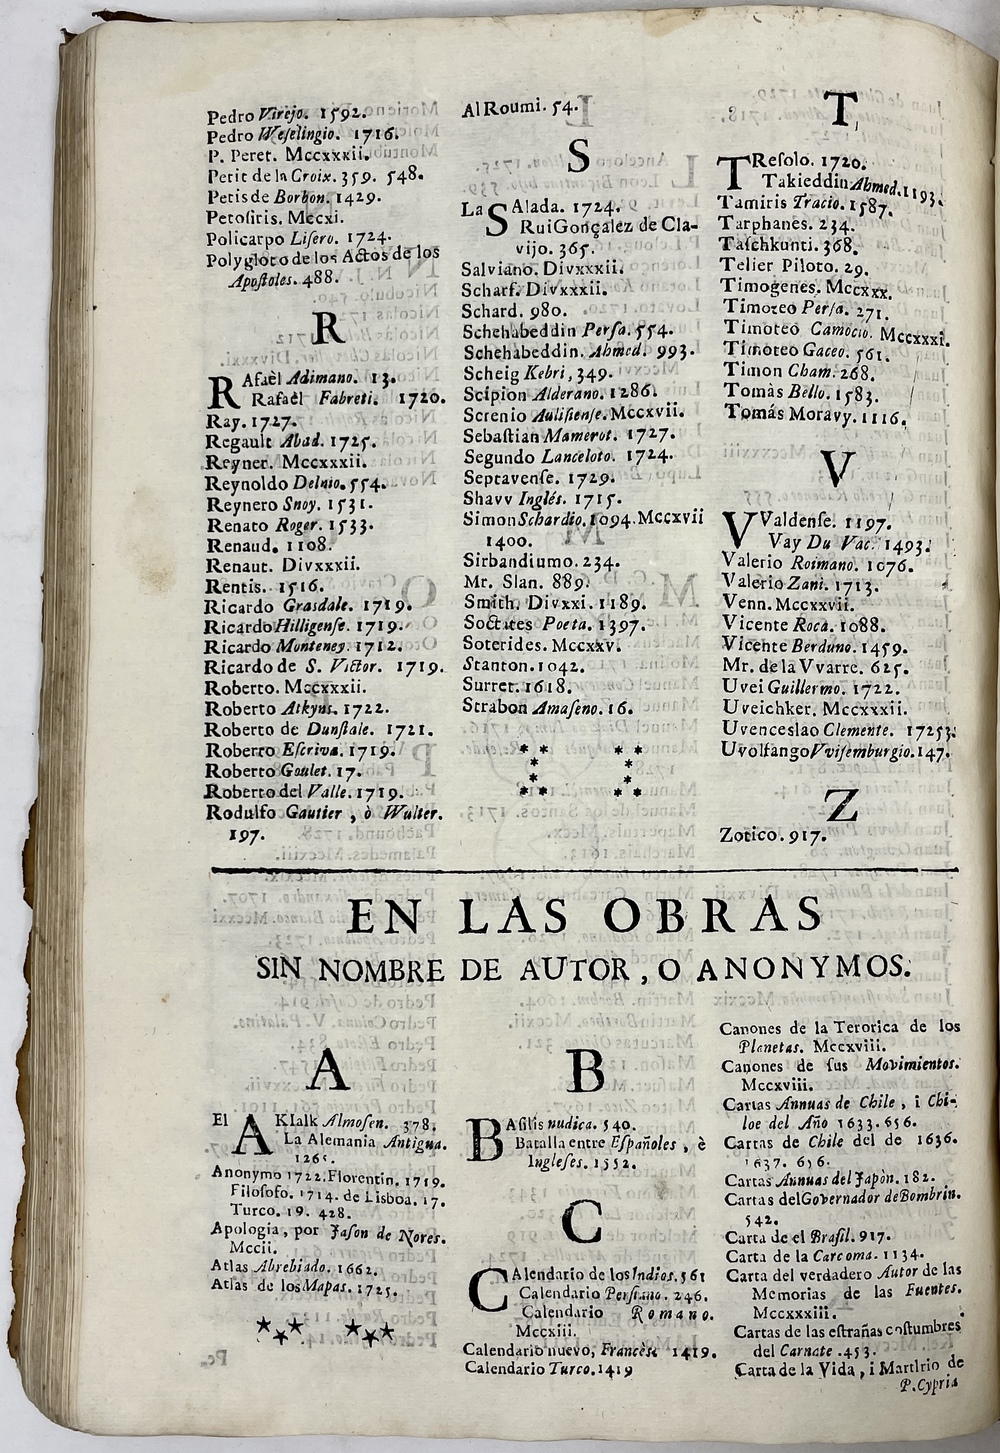 Pedro Virejo. 1592.
Pedro Weſelingio. 1716.
P. Peret. Mccxxxii.
Petit de la Croix. 359. 548.
Petis de Borbon. 1429.
Petoſiris. Mccxi.
Policarpo Liſero. 1724.
Polygloto de los Actos de los
Apoſtoles. 488.
R
RAfaèl Adimano. 13.
Rafaèl Fabreti. 1720.
Ray. 1727.
Regault Abad. 1725.
Reyner. Mccxxxii.
Reynoldo Delnio. 554.
Reynero Snoy. 1531.
Renato Roger. 1533.
Renaud. 1108.
Renaut. Divxxxii.
Rentis. 1516.
Ricardo Grasdale. 1719.
Ricardo Hilligenſe. 1719.
Ricardo Monteney. 1712.
Ricardo de S. Victor. 1719.
Roberto. Mccxxxii.
Roberto Atkyns. 1722.
Roberto de Dunſtale. 1721.
Roberto Eſcriva. 1719.
Roberto Goulet. 17.
Roberto del Valle. 1719.
Rodulfo Gautier, ò Walter.
197.
Al Roumi. 54.
S
La SAlada. 1724.
Rui Gonçalez de Cla-
vijo. 365.
Salviano. Divxxxii.
Scharf. Divxxxii.
Schard. 980.
Schehabeddin Perſa. 554.
Schehabeddin. Ahmed. 993.
Scheig Kebri, 349.
Scipion Alderano. 1286.
Serenio Auliſienſe. Mccxvii.
Sebaſtian Mamerot. 1727.
Segundo Lanceloto. 1724.
Septavenſe. 1729.
Shavv Inglés. 1715.
Simon Schardio. 1094. Mccxvii
1400.
Sirbandiumo. 234.
Mr. Slan. 889.
Smith. Divxxi. 1189.
Soctútes Poeta. 1397.
Soterides. Mccxxv.
Stanton. 1042.
Surret. 1618.
Strabon Amaſeno. 16.
T
TReſolo. 1720.
Takieddin Ahmed. 1193.
Tamiris Tracio. 1587.
Tarphanes. 234.
Taſchkunti. 368.
Telier Piloto. 29.
Timogenes. Mccxxx.
Timoteo Perſa. 271.
Timoteo Camocio. Mccxxxi.
Timoteo Gaceo. 561.
Timon Cham. 268.
Tomàs Bello. 1583.
Tomás Moravy. 1116.
V
VValdenſe. 1197.
Vay Du Vac. 1493.
Valerio Roimano. 1076.
Valerio Zani. 1713.
Venn. Mccxxvii.
Vicente Roca. 1088.
Vicente Berduno. 1459.
Mr. de la Vvarre. 625.
Uvei Guillermo. 1722.
Uveichker. Mccxxxii.
Uvenceslao Clemente. 1725.
Uvolfango Vviſemburgio. 147.
Z
Zotico. 917.
EN LAS OBRAS
SIN NOMBRE DE AUTOR, O ANONYMOS.
A
El AKlalk Almoſen. 378.
La Alemania Antigua.
1265.
Anonymo 1722. Florentin. 1719.
Filoſofo. 1714. de Lisboa. 17.
Turco. 19. 428.
Apologia, por Jaſon de Nores.
Mccii.
Atlas Abrebiado. 1662.
Atlas de los Mapas. 1725.
B
BAſilis nudica. 540.
Batalla entre Eſpañoles, è
Ingleſes. 1552.
C
CAlendario de los Indios. 561
Calendario Perſiano. 246.
Calendario Romano.
Mccxiii.
Calendario nuevo, Francès. 1419.
Calendario Turco. 1419
Canones de la Terorica de los
Planetas. Mccxviii.
Canones de ſus Movimientos.
Mccxviii.
Cartas Annuas de Chile, i Chi-
loe del Año 1633. 656.
Cartas de Chile del de 1636.
1637. 656.
Cartas Annuas del Japòn. 182.
Cartas del Governador de Bombrin.
542.
Carta de el Braſil. 917.
Carta de la Carcoma. 1134.
Carta del verdadero Autor de las
Memorias de las Fuentes.
Mccxxxiii.
Cartas de las eſtrañas coſtumbres
del Carnate. 453.
Carta de la Vida, i Martirio de
P. Cypria